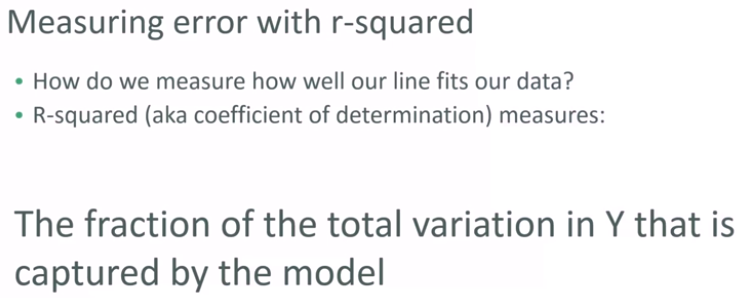 Measuring error with r-squared
• How do we measure how well our line fits our data?
• R-squared (aka coefficient of determination) measures:
The fraction of the total variation in Y that is
captured by the model